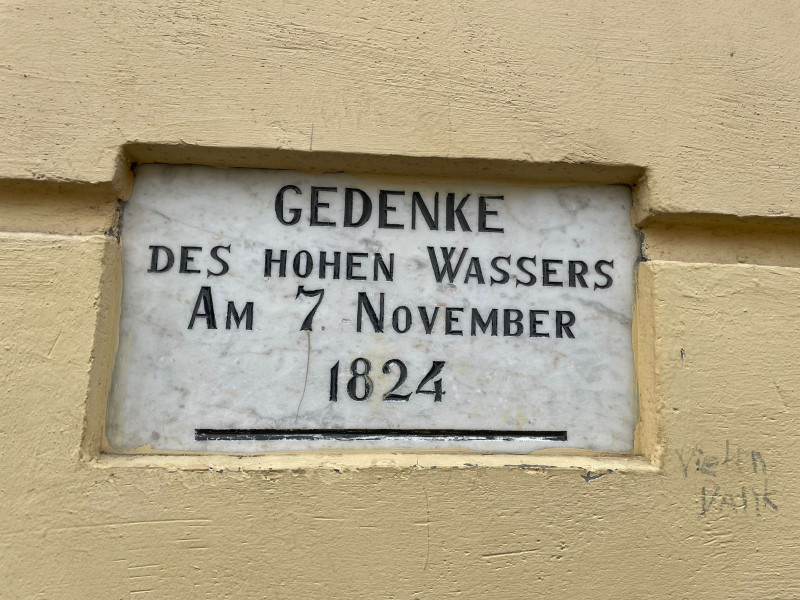 GEDENKE
DES HOHEN WASSERS
AM 7. NOVEMBER
1824
Vielen
Dank